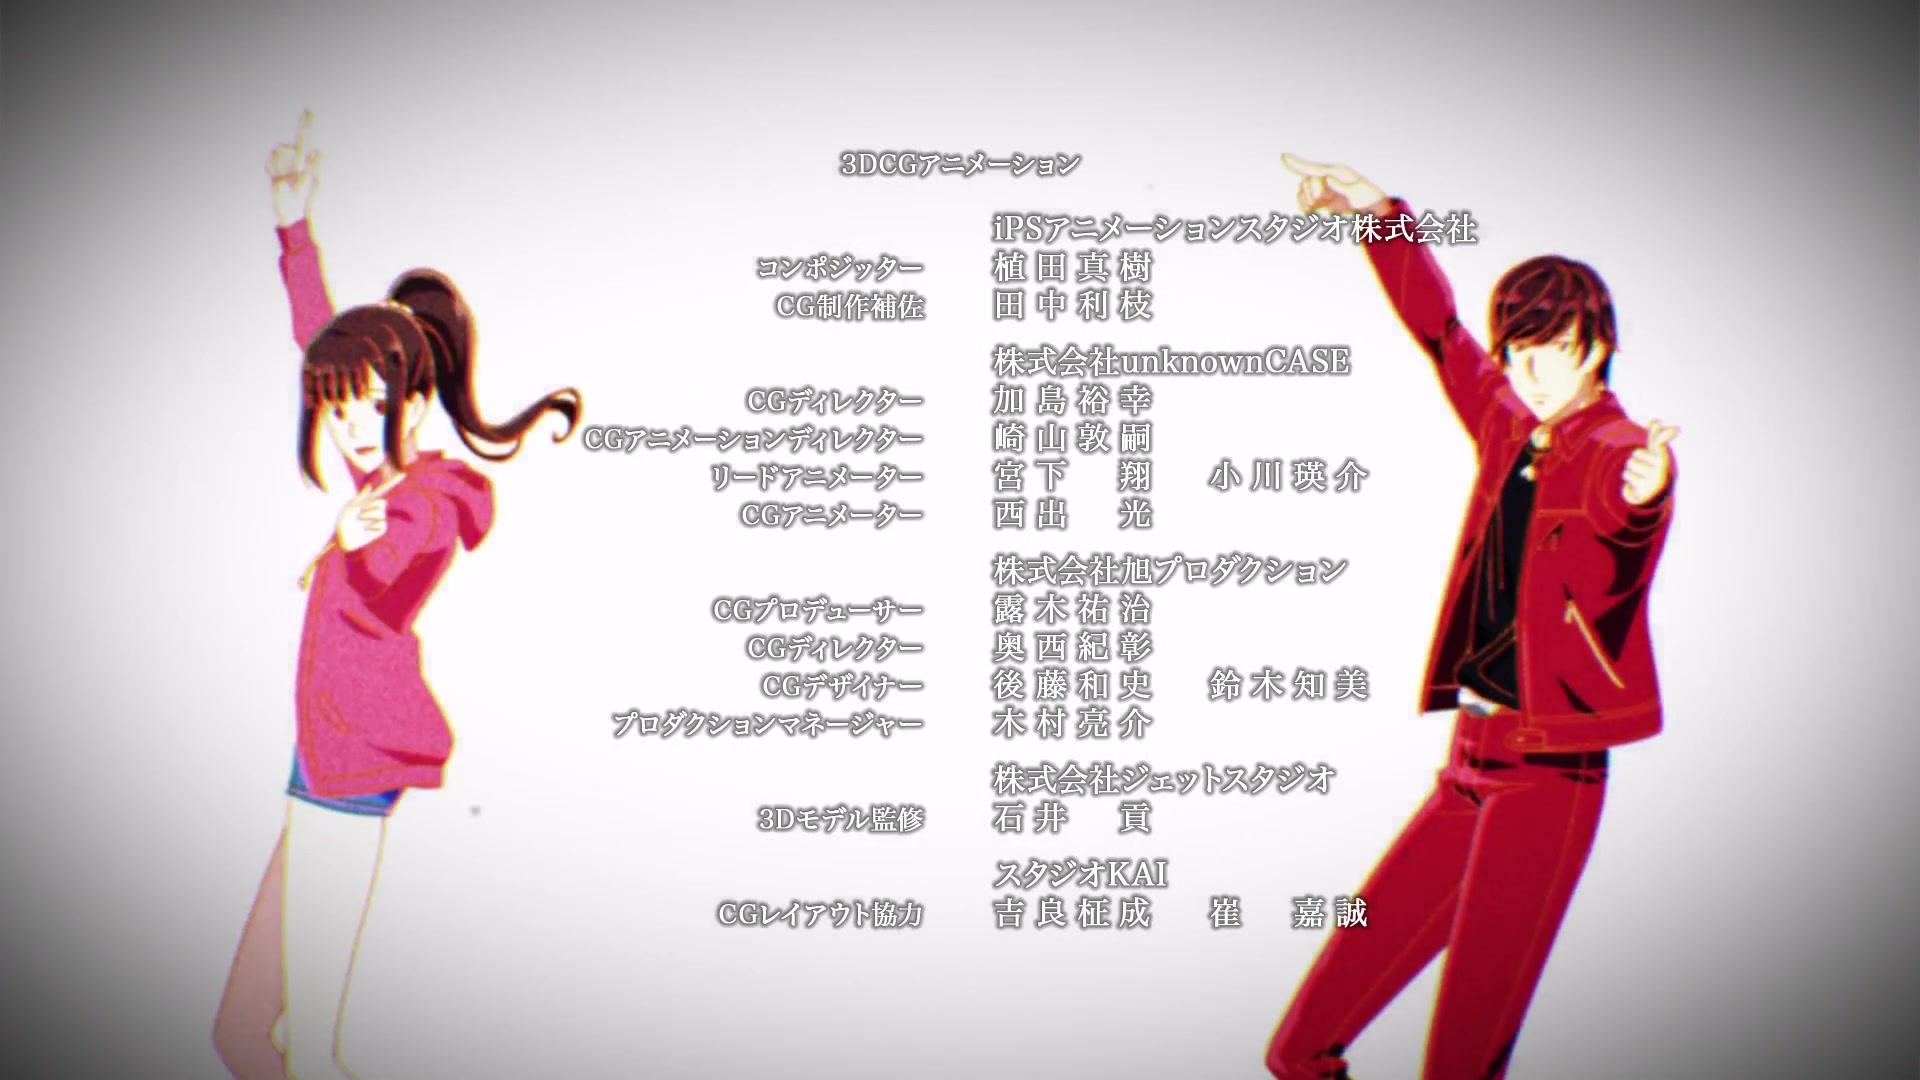 3DCGアニメーション
iPSアニメーションスタジオ株式会社
コンポジッター 植田真樹
CG制作補佐 田中利枝
株式会社unknownCASE
CGディレクター 加島裕幸
CGアニメーションディレクター 崎山敦嗣
リードアニメーター 宮下 翔 小川瑛介
CGアニメーター 西出 光
株式会社旭プロダクション
CGプロデューサー 露木祐治
CGディレクター 奥西紀彰
CGデザイナー 後藤和史 鈴木知美
プロダクションマネージャー 木村亮介
株式会社ジェットスタジオ
3Dモデル監修 石井 貢
スタジオKAI
CGレイアウト協力 吉良柾成 崔 嘉誠